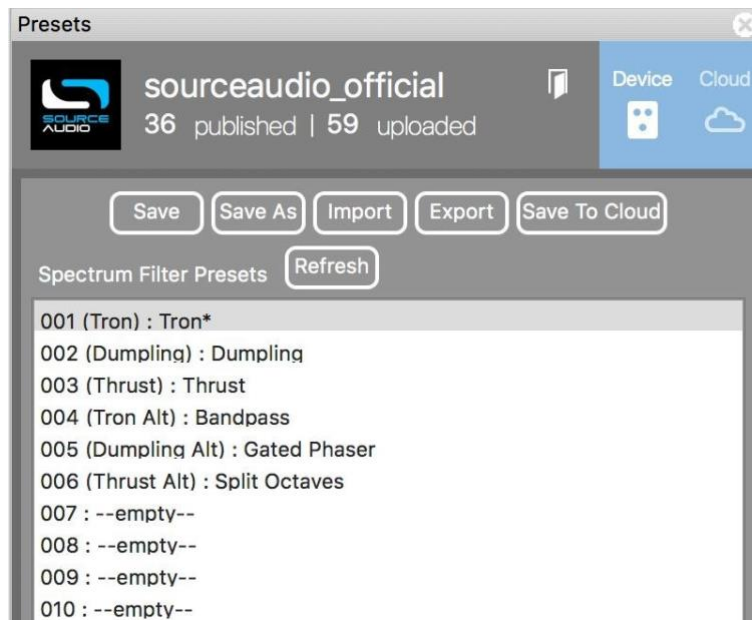 Presets
SOURCE
AUDIO
sourceaudio_official
36 published | 59 uploaded
Device
Cloud
Save
Save As
Import
Export
Save To Cloud
Spectrum Filter Presets
Refresh
001 (Tron) : Tron*
002 (Dumpling) : Dumpling
003 (Thrust) : Thrust
004 (Tron Alt) : Bandpass
005 (Dumpling Alt) : Gated Phaser
006 (Thrust Alt) : Split Octaves
007 : --empty--
008 : --empty--
009 : --empty--
010 : --empty--